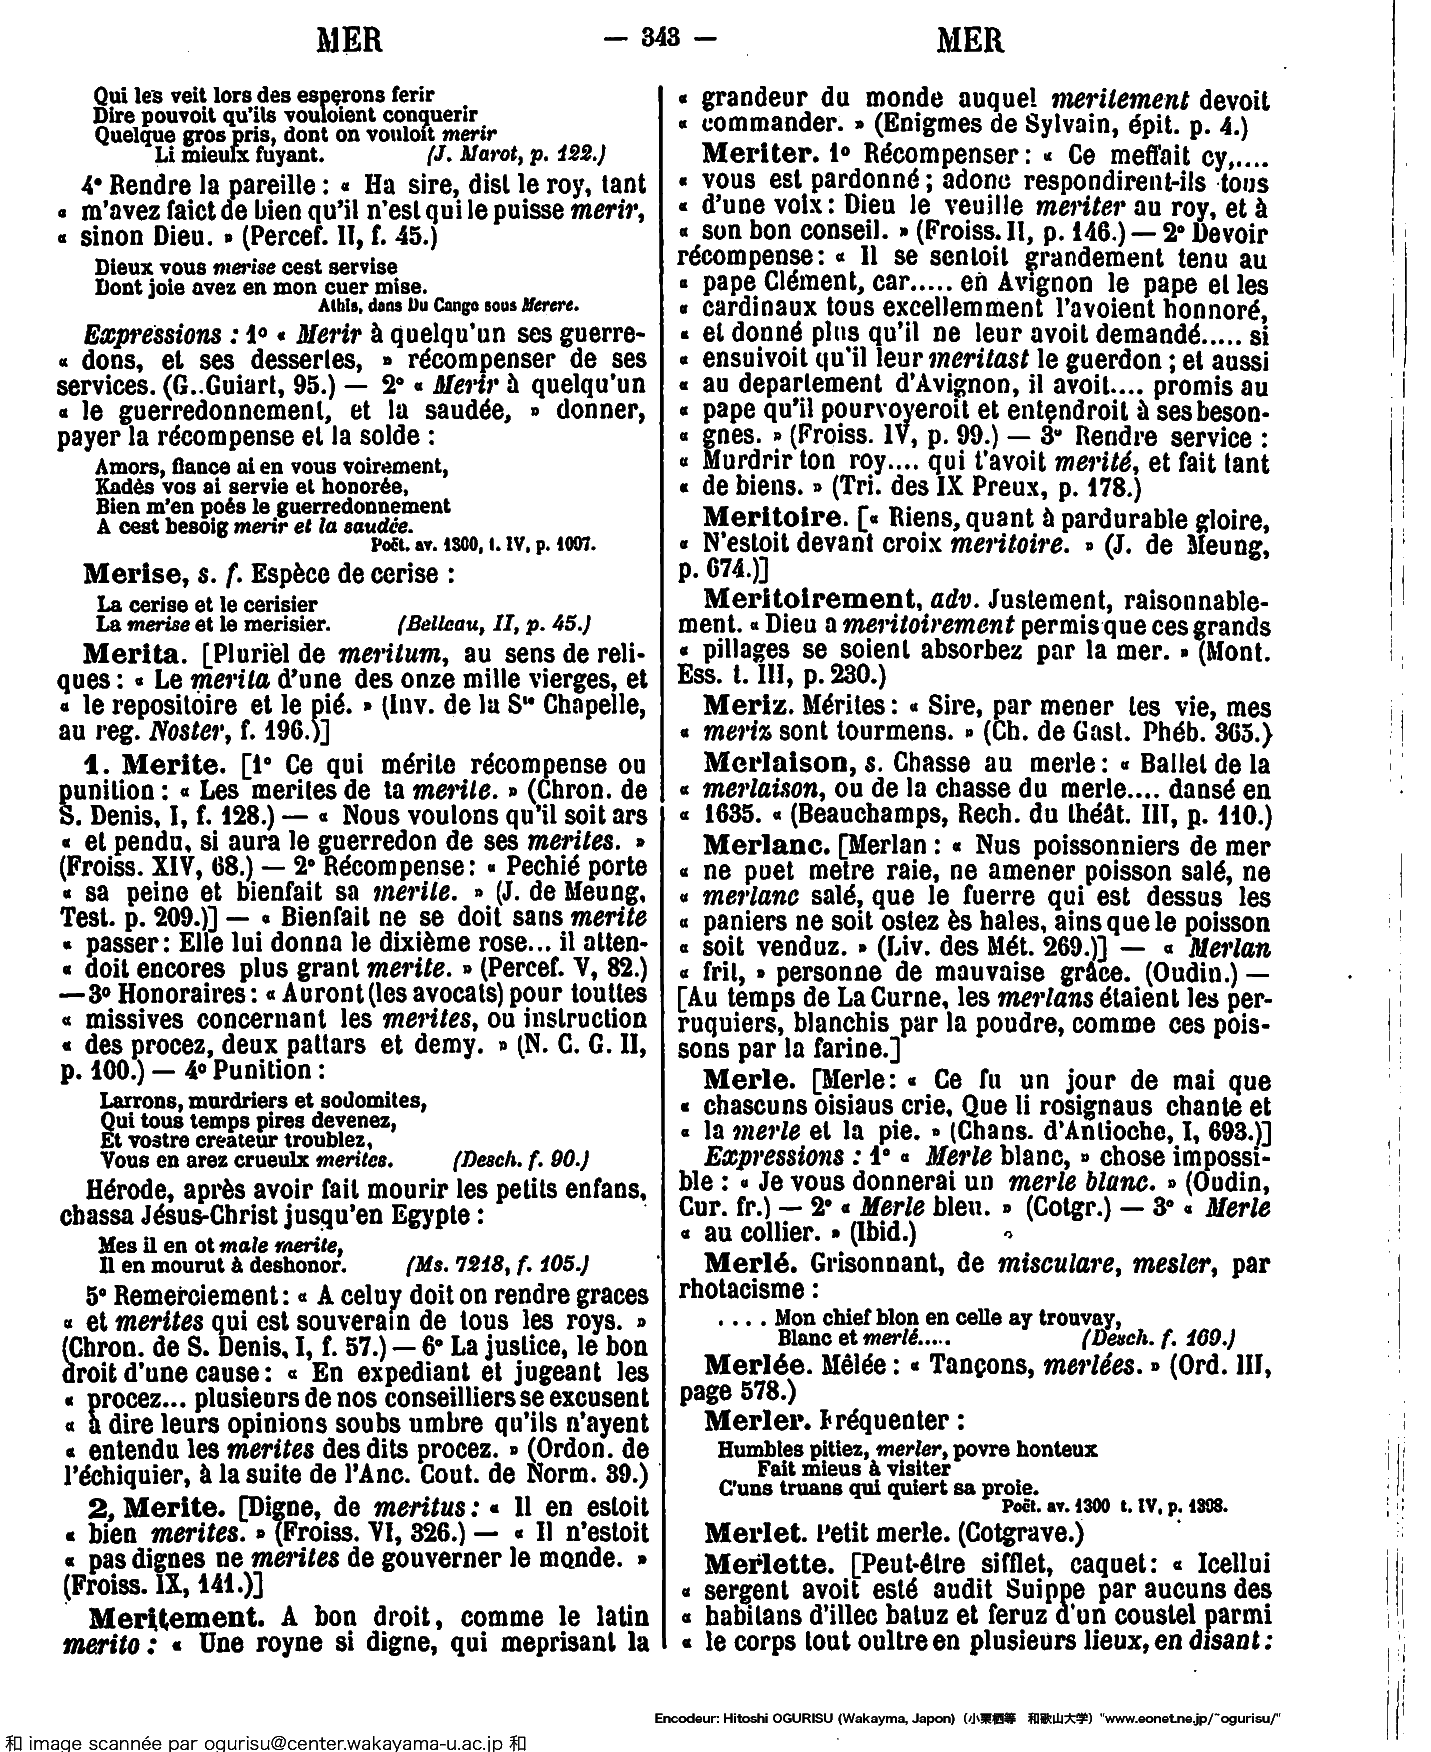 MER — 343 — MER
Qui les veit lors des esperons ferir
Dire pouvoit qu'ils vouloient conquerir
Quelque gros pris, dont on vouloit merir
Li mieulx fuyant. (J. Marot, p. 122.)
4° Rendre la pareille : « Ha sire, dist le roy, tant
« m'avez faict de bien qu'il n'est qui le puisse merir,
« sinon Dieu. » (Percef. II, f. 45.)
Dieux vous merise cest servise
Dont joie avez en mon cuer mise.
Athis, dans Du Cange sous Merere.
Expressions : 1° « Merir à quelqu'un ses guerre-
« dons, et ses dessertes, » récompenser de ses
services. (G. Guiart, 95.) — 2° « Merir à quelqu'un
« le guerredonnement, et la saudée, » donner,
payer la récompense et la solde :
Amors, fiance ai en vous voirement,
Kadès vos ai servie et honorée,
Bien m'en poés le guerredonnement
A cest besoig merir et la saudée.
Poët. av. 1300, t. IV, p. 1007.
Merise, s. f. Espèce de cerise :
La cerise et le cerisier
La merise et le merisier. (Belleau, II, p. 45.)
Merita. [Pluriel de meritum, au sens de reli-
ques : « Le merita d'une des onze mille vierges, et
« le repositoire et le pié. » (Inv. de la Ste Chapelle,
au reg. Noster, f. 196.)]
1. Merite. [1° Ce qui mérite récompense ou
punition : « Les merites de ta merite. » (Chron. de
S. Denis, I, f. 128.) — « Nous voulons qu'il soit ars
« et pendu, si aura le guerredon de ses merites. »
(Froiss. XIV, 68.) — 2° Récompense : « Pechié porte
« sa peine et bienfait sa merite. » (J. de Meung,
Test. p. 209.)] — « Bienfait ne se doit sans merite
« passer : Elle lui donna le dixième rose... il atten-
« doit encores plus grant merite. » (Percef. V, 82.)
— 3° Honoraires : « Auront (les avocats) pour touttes
« missives concernant les merites, ou instruction
« des procez, deux pattars et demy. » (N. C. G. II,
p. 100.) — 4° Punition :
Larrons, murdriers et sodomites,
Qui tous temps pires devenez,
Et vostre createur troublez,
Vous en arez crueulx merites. (Desch. f. 90.)
Hérode, après avoir fait mourir les petits enfans,
chassa Jésus-Christ jusqu'en Egypte :
Mes il en ot male merite,
Il en mourut à deshonor. (Ms. 7218, f. 105.)
5° Remerciement : « A celuy doit on rendre graces
« et merites qui est souverain de tous les roys. »
(Chron. de S. Denis, I, f. 57.) — 6° La justice, le bon
droit d'une cause : « En expediant et jugeant les
« procez... plusieurs de nos conseilliers se excusent
« à dire leurs opinions soubs umbre qu'ils n'ayent
« entendu les merites des dits procez. » (Ordon. de
l'échiquier, à la suite de l'Anc. Cout. de Norm. 39.)
2, Merite. [Digne, de meritus : « Il en estoit
« bien merites. » (Froiss. VI, 326.) — « Il n'estoit
« pas dignes ne merites de gouverner le monde. »
(Froiss. IX, 141.)]
Meritement. A bon droit, comme le latin
merito : « Une royne si digne, qui meprisant la
« grandeur du monde auquel meritement devoit
« commander. » (Enigmes de Sylvain, épit. p. 4.)
Meriter. 1° Récompenser : « Ce meffait cy,....
« vous est pardonné ; adonc respondirent-ils tous
« d'une voix : Dieu le veuille meriter au roy, et à
« son bon conseil. » (Froiss. II, p. 146.) — 2° Devoir
récompense : « Il se sentoit grandement tenu au
« pape Clément, car..... en Avignon le pape et les
« cardinaux tous excellemment l'avoient honnoré,
« et donné plus qu'il ne leur avoit demandé..... si
« ensuivoit qu'il leur meritast le guerdon ; et aussi
« au departement d'Avignon, il avoit.... promis au
« pape qu'il pourvoyeroit et entendroit à ses beson-
« gnes. » (Froiss. IV, p. 99.) — 3° Rendre service :
« Murdrir ton roy.... qui t'avoit merité, et fait tant
« de biens. » (Tri. des IX Preux, p. 178.)
Meritoire. [« Riens, quant à pardurable gloire,
« N'estoit devant croix meritoire. » (J. de Meung,
p. 674.)]
Meritoirement, adv. Justement, raisonnable-
ment. « Dieu a meritoirement permis que ces grands
« pillages se soient absorbez par la mer. » (Mont.
Ess. t. III, p. 230.)
Meriz. Mérites : « Sire, par mener tes vie, mes
« meriz sont tourmens. » (Ch. de Gast. Phéb. 365.)
Merlaison, s. Chasse au merle : « Ballet de la
« merlaison, ou de la chasse du merle.... dansé en
« 1635. « (Beauchamps, Rech. du théât. III, p. 110.)
Merlanc. [Merlan : « Nus poissonniers de mer
« ne puet metre raie, ne amener poisson salé, ne
« merlanc salé, que le fuerre qui est dessus les
« paniers ne soit ostez ès hales, ains que le poisson
« soit venduz. » (Liv. des Mét. 269.)] — « Merlan
« frit, » personne de mauvaise grâce. (Oudin.) —
[Au temps de La Curne, les merlans étaient les per-
ruquiers, blanchis par la poudre, comme ces pois-
sons par la farine.]
Merle. [Merle : « Ce fu un jour de mai que
« chascuns oisiaus crie, Que li rosignaus chante et
« la merle et la pie. » (Chans. d'Antioche, I, 693.)]
Expressions : 1° « Merle blanc, » chose impossi-
ble : « Je vous donnerai un merle blanc. » (Oudin,
Cur. fr.) — 2° « Merle bleu. » (Cotgr.) — 3° « Merle
« au collier. » (Ibid.)
Merlé. Grisonnant, de misculare, mesler, par
rhotacisme :
.... Mon chief blon en celle ay trouvay,
Blanc et merlé..... (Desch. f. 169.)
Merlée. Mêlée : « Tançons, merlées. » (Ord. III,
page 578.)
Merler. Fréquenter :
Humbles pitiez, merler, povre honteux
Fait mieus à visiter
C'uns truans qui quiert sa proie.
Poët. av. 1300 t. IV, p. 1398.
Merlet. Petit merle. (Cotgrave.)
Merlette. [Peut-être sifflet, caquet : « Icellui
« sergent avoit esté audit Suippe par aucuns des
« habitans d'illec batuz et feruz d'un coustel parmi
« le corps tout oultre en plusieurs lieux, en disant :
Encodeur: Hitoshi OGURISU (Wakayma, Japon) (小栗栖等 和歌山大学) "www.eonet.ne.jp/~ogurisu/"
和 image scannée par ogurisu@center.wakayama-u.ac.jp 和